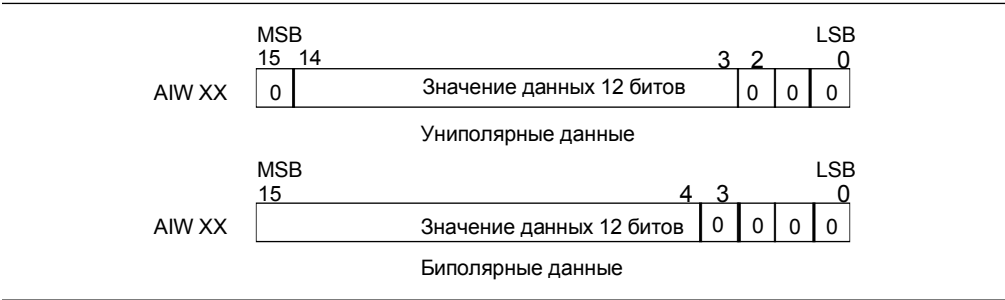 MSB LSB
15 14 3 2 0
AIW XX 0 Значение данных 12 битов 0 0 0
Униполярные данные
MSB LSB
15 4 3 0
AIW XX Значение данных 12 битов 0 0 0 0
Биполярные данные